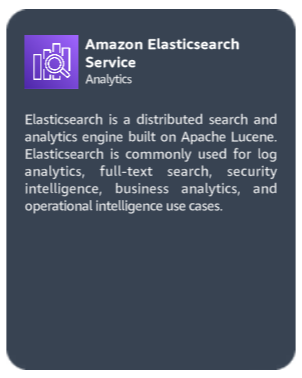 Amazon Elasticsearch
Service
Analytics
Elasticsearch is a distributed search and
analytics engine built on Apache Lucene.
Elasticsearch is commonly used for log
analytics, full-text search, security
intelligence, business analytics, and
operational intelligence use cases.